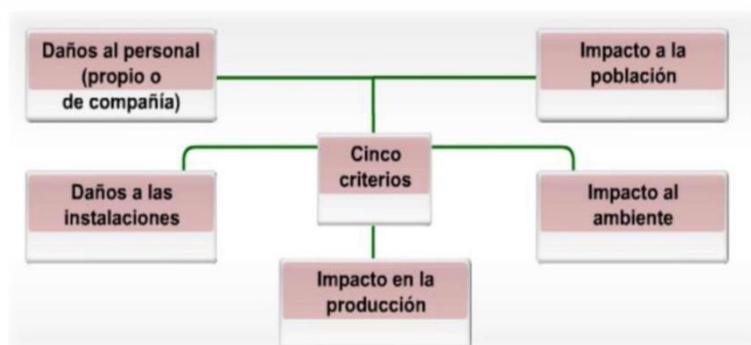 Daños al personal
(propio o
de compañía)
Impacto a la
población
Cinco
criterios
Daños a las
instalaciones
Impacto al
ambiente
Impacto en la
producción